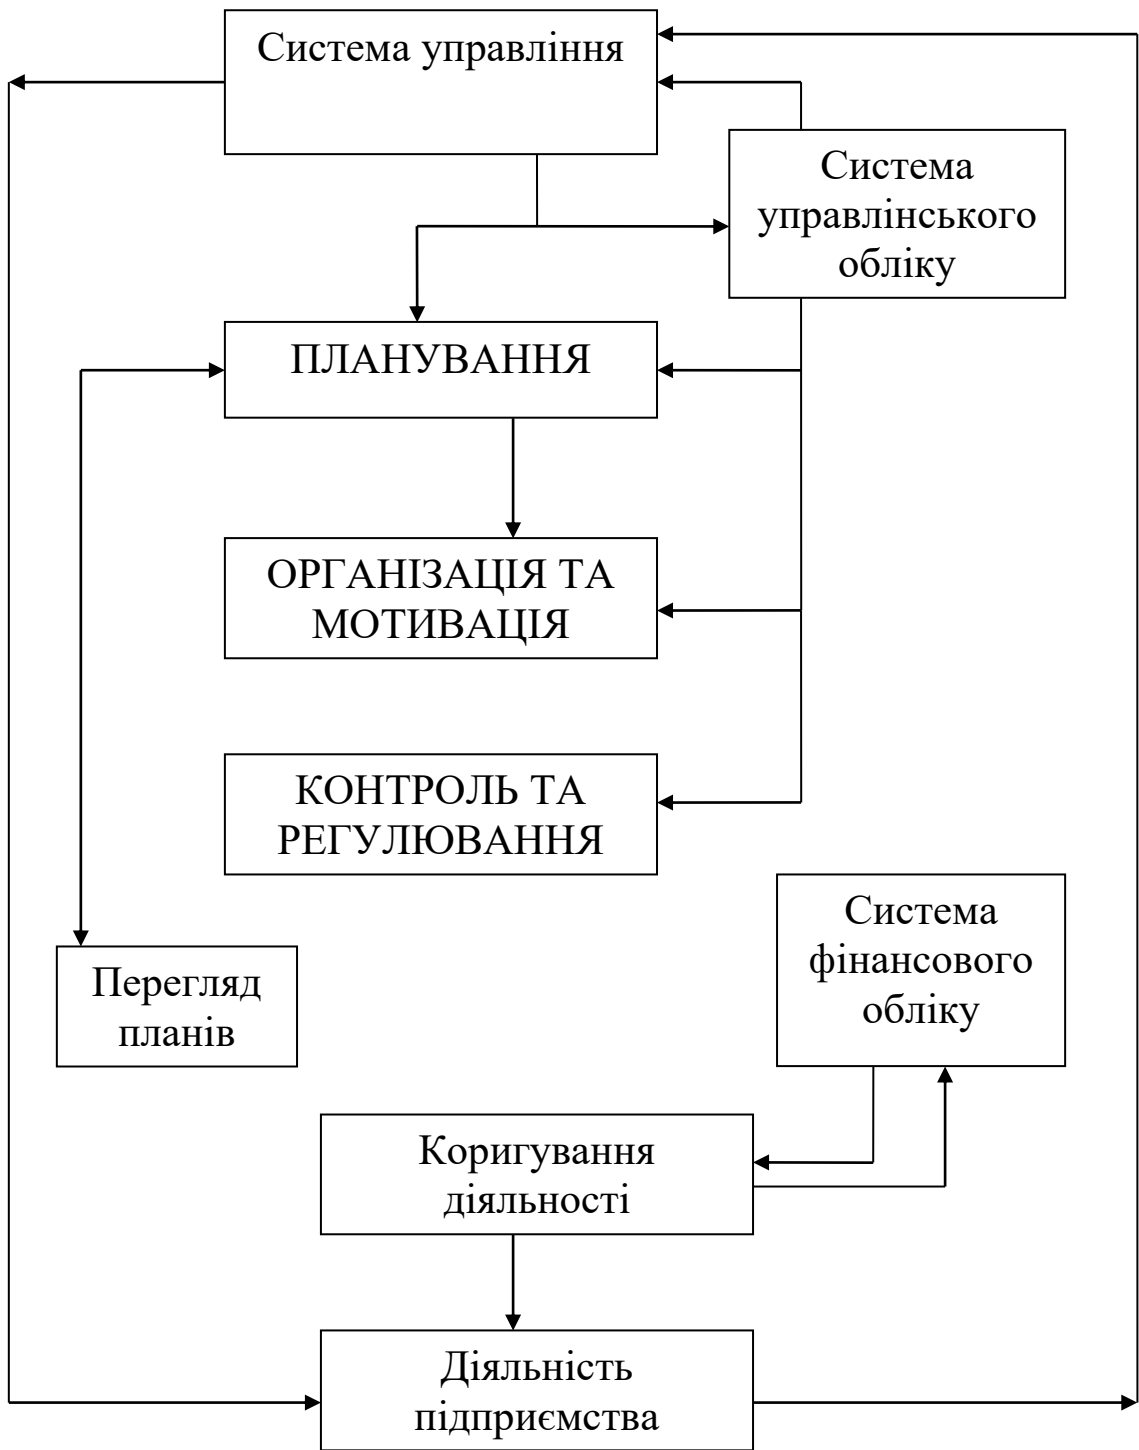 Система управління
Система
управлінського
обліку
ПЛАНУВАННЯ
ОРГАНІЗАЦІЯ ТА
МОТИВАЦІЯ
КОНТРОЛЬ ТА
РЕГУЛЮВАННЯ
Система
фінансового
обліку
Перегляд
планів
Коригування
діяльності
Діяльність
підприємства